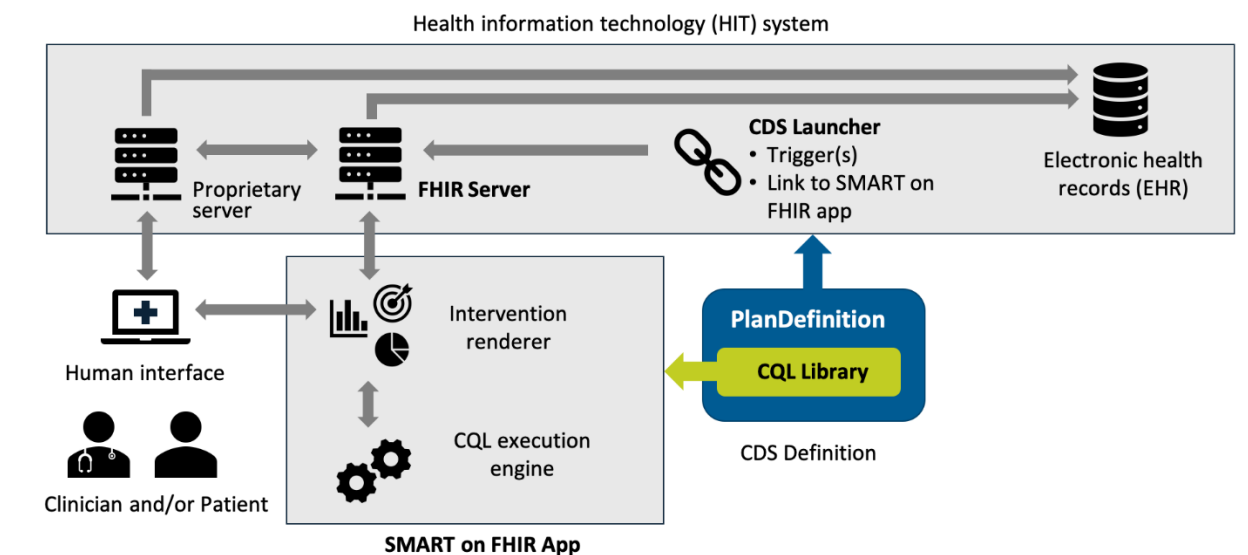 Health information technology (HIT) system
CDS Launcher
• Trigger(s)
• Link to SMART on
FHIR app
Electronic health
records (EHR)
Proprietary
server
FHIR Server
Intervention
renderer
PlanDefinition
CQL Library
Human interface
CQL execution
engine
CDS Definition
Clinician and/or Patient
SMART on FHIR App